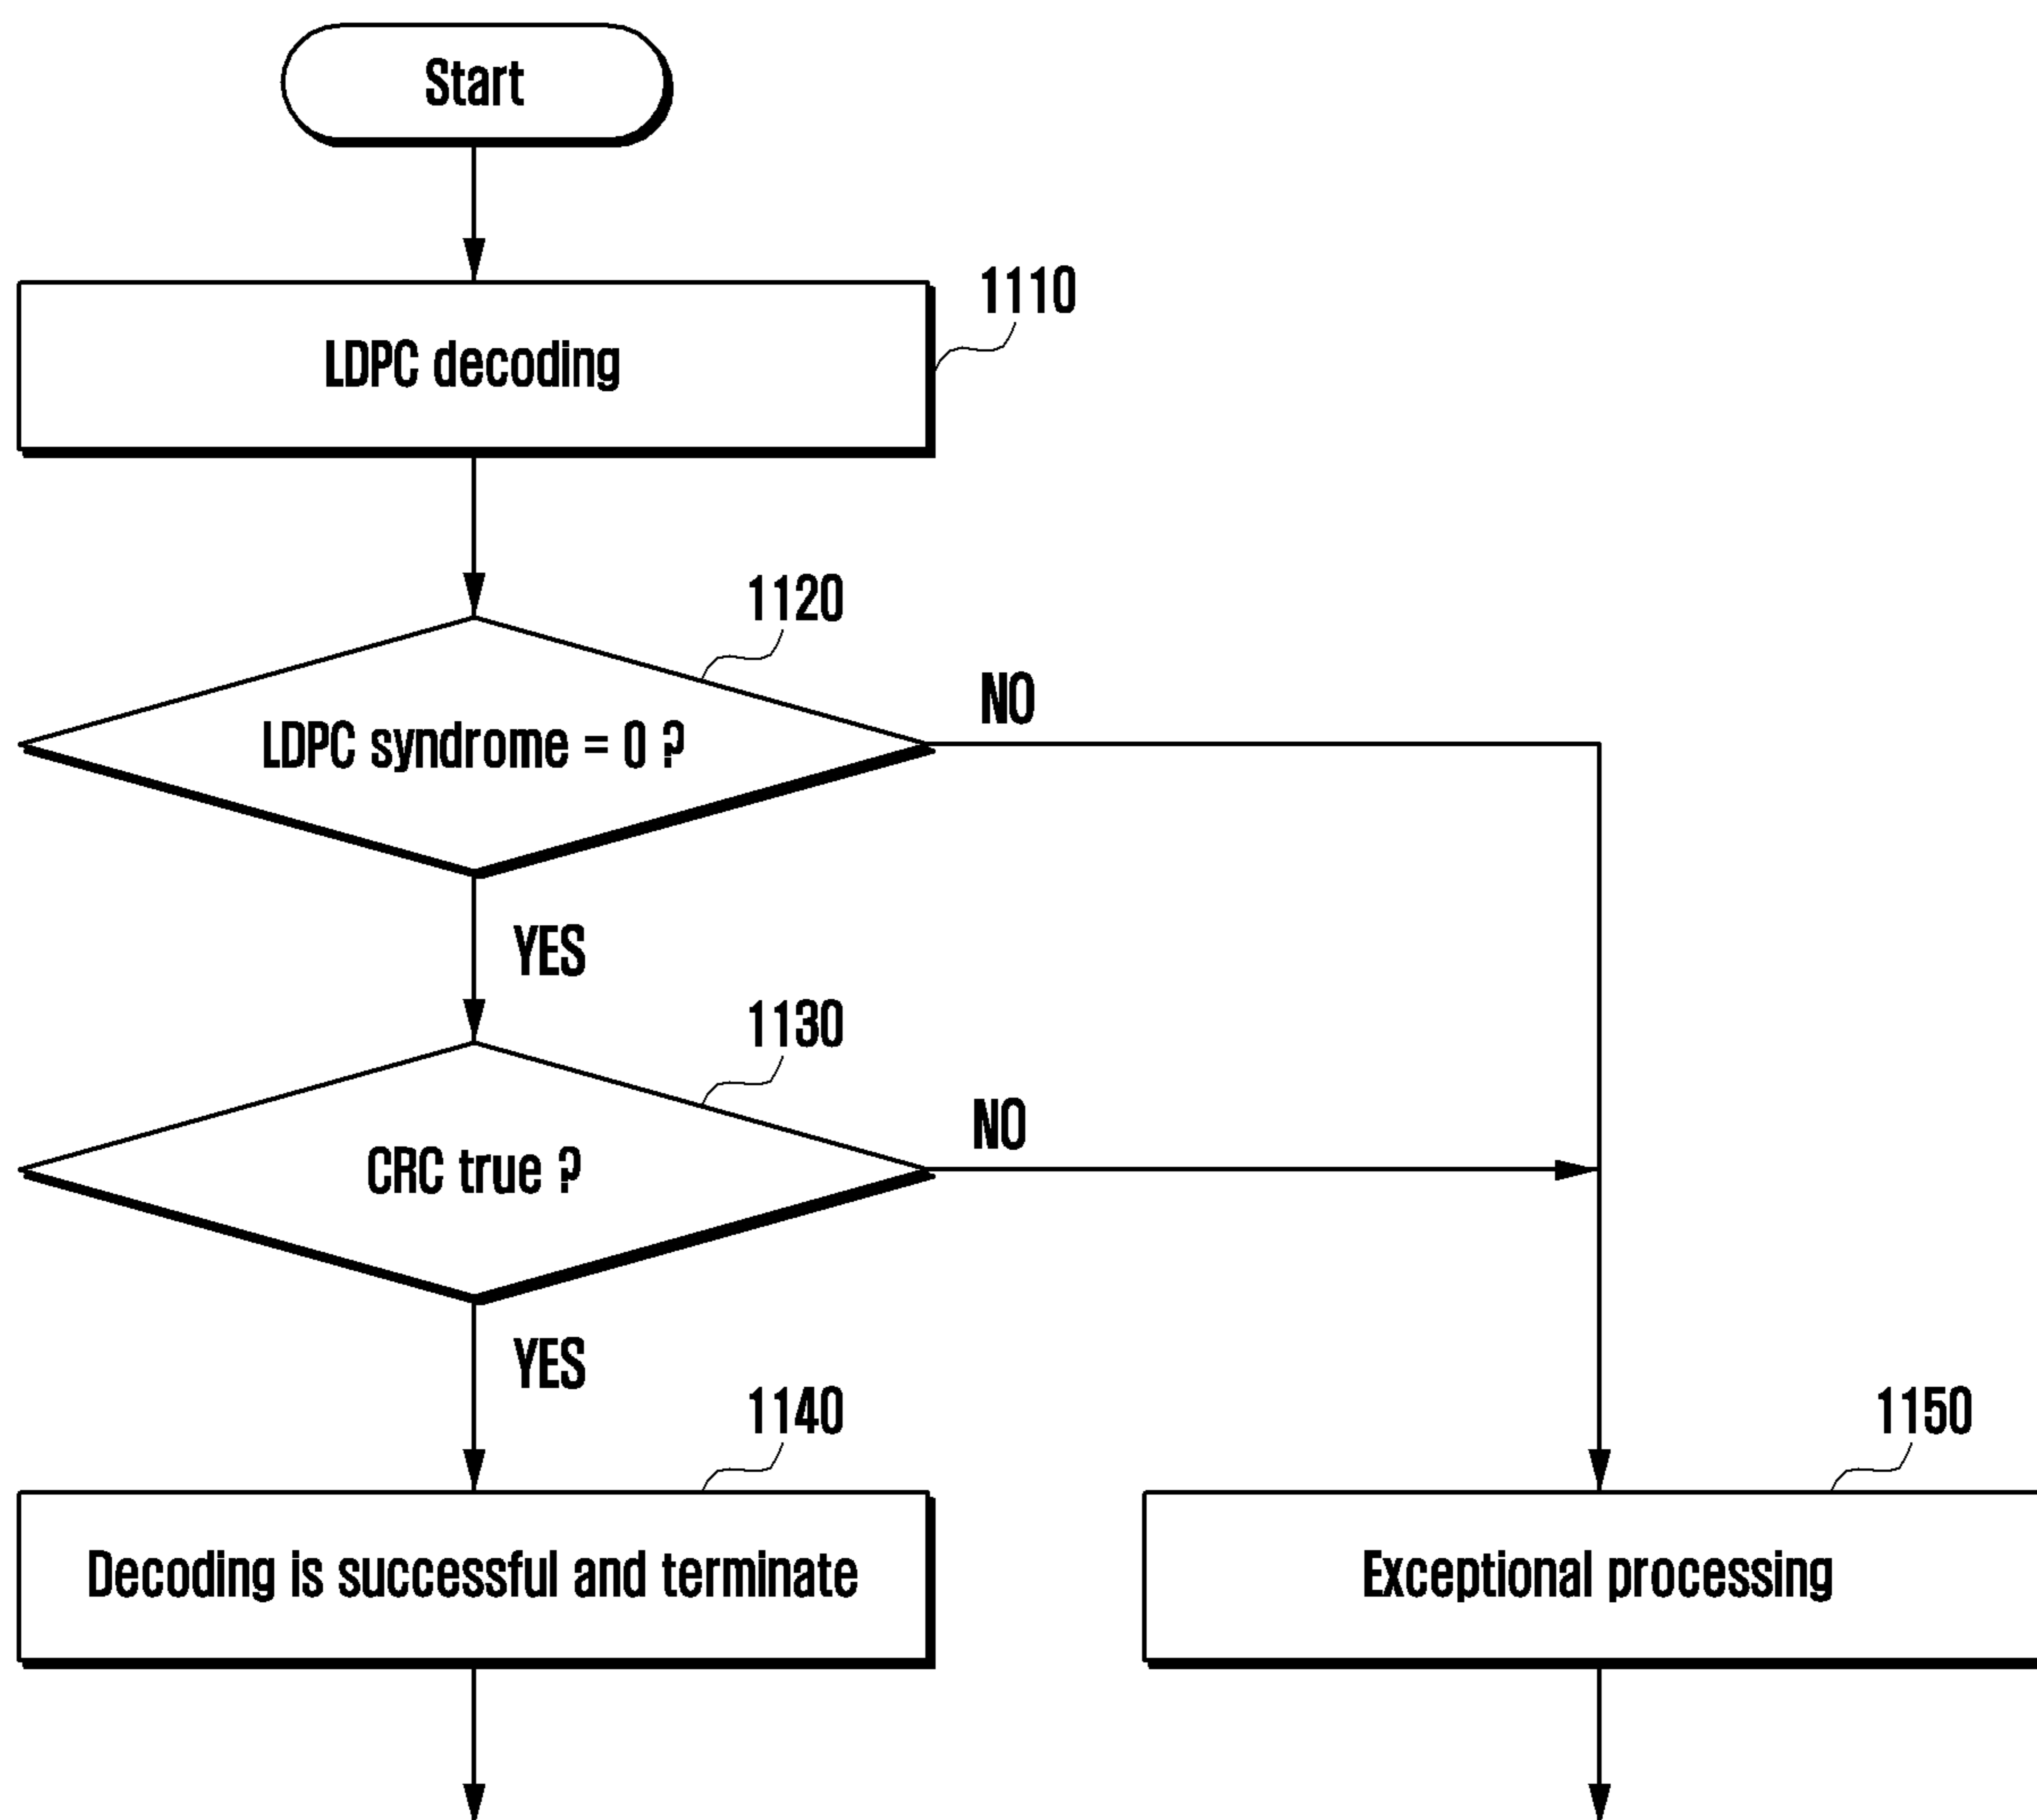 Start
LDPC decoding
1110
1120
LDPC syndrome = 0 ?
NO
YES
1130
CRC true ?
NO
YES
1140
Decoding is successful and terminate
1150
Exceptional processing